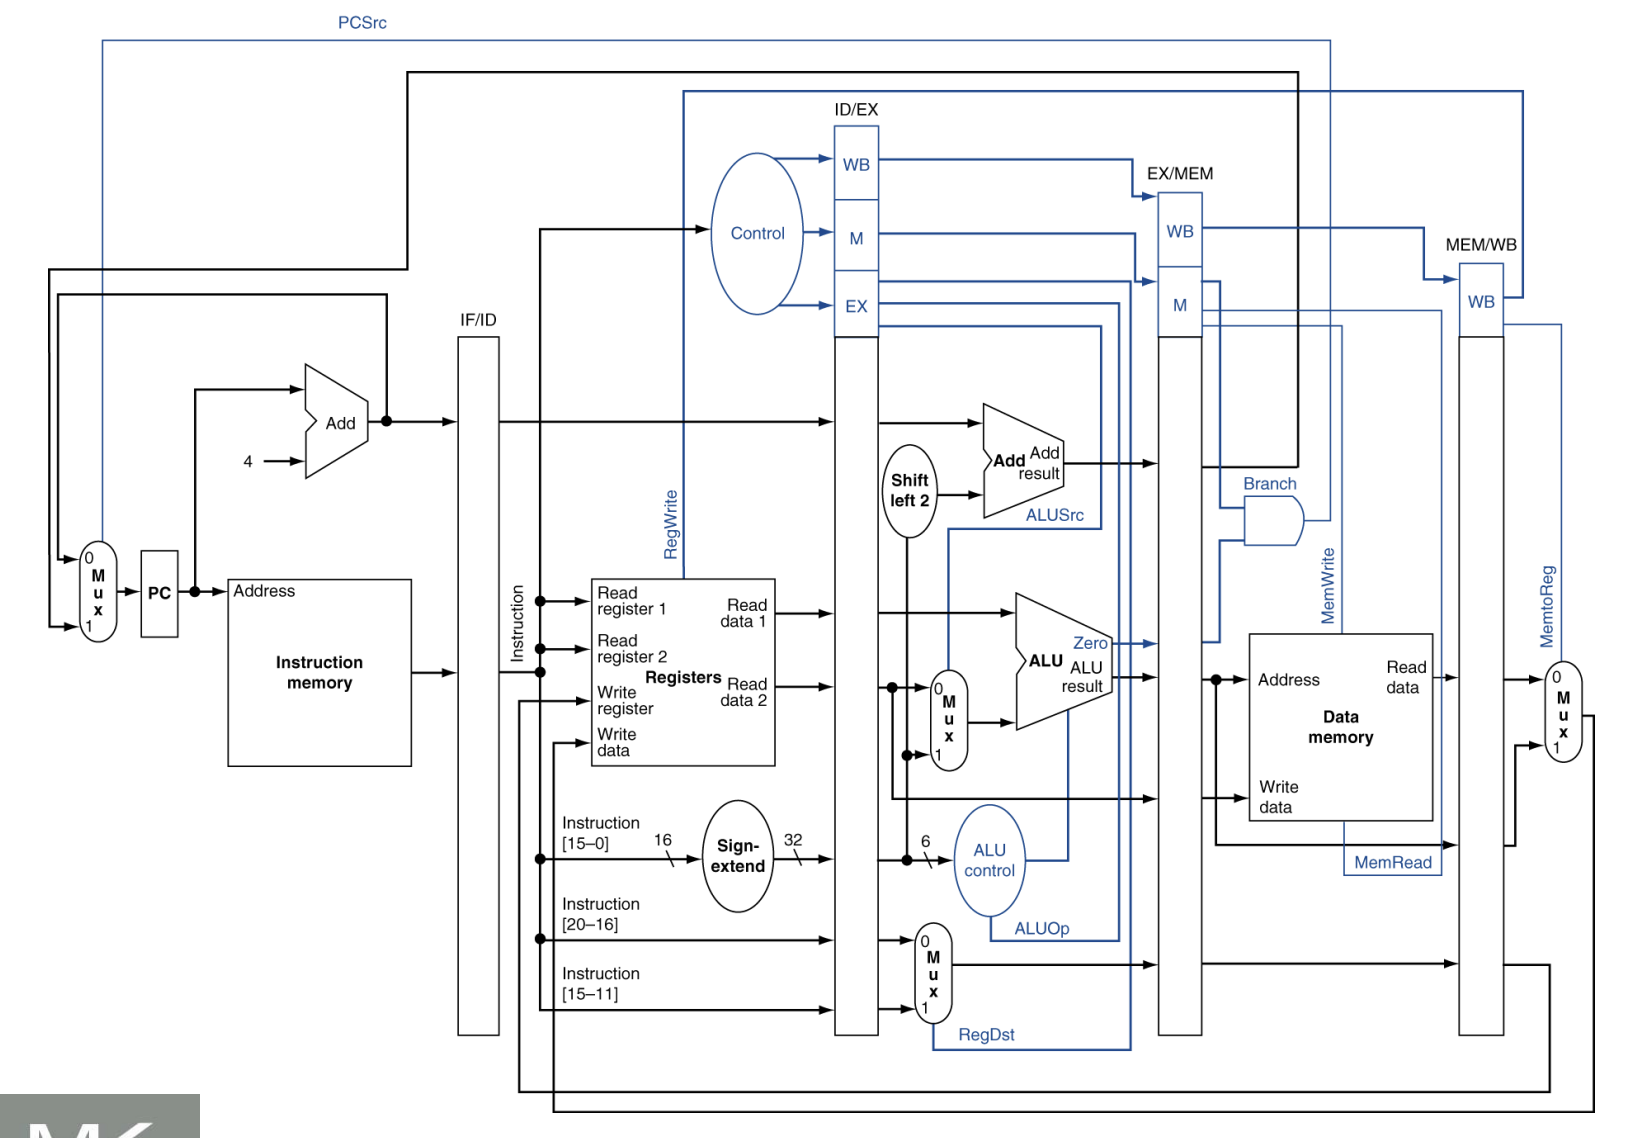 PCSrc
ID/EX
WB
EX/MEM
Control
M
WB
MEM/WB
EX
M
WB
IF/ID
Add
4
Add
Add
result
Shift
left 2
Branch
ALUSrc
RegWrite
0
M
u
x
1
PC
Address
Instruction
memory
Instruction
Read
register 1
Read
register 2
Write
register
Write
data
Registers
Read
data 1
Read
data 2
0
M
u
x
1
Zero
ALU
ALU
result
MemWrite
Address
Read
data
Data
memory
Write
data
MemtoReg
0
M
u
x
1
Instruction
[15–0]
16
Sign-
extend
32
6
ALU
control
MemRead
Instruction
[20–16]
ALUOp
0
M
u
x
1
Instruction
[15–11]
RegDst